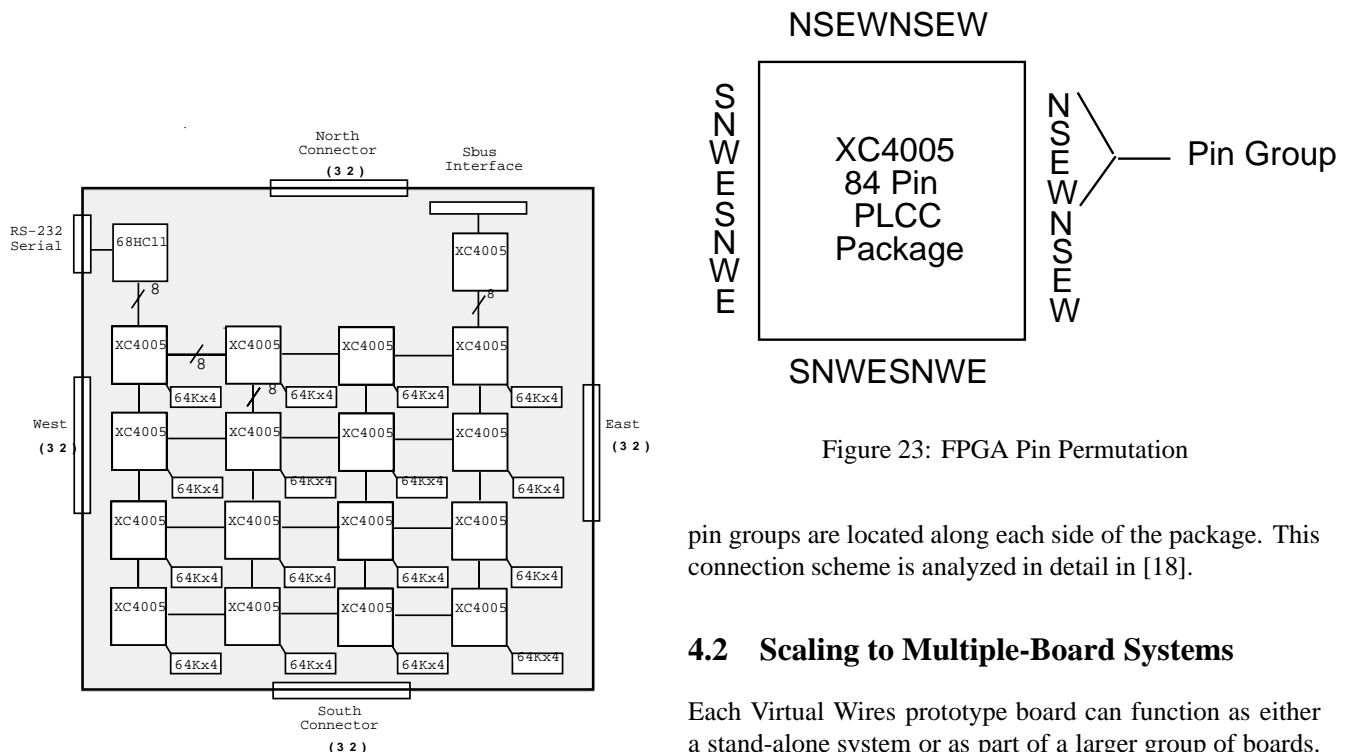 North
Connector
(32)
Sbus
Interface
RS-232
Serial
68HC11
XC4005
8
8
XC4005
XC4005
XC4005
XC4005
8
64Kx4
8
64Kx4
64Kx4
64Kx4
West
(32)
East
(32)
XC4005
XC4005
XC4005
XC4005
64Kx4
64Kx4
64Kx4
64Kx4
XC4005
XC4005
XC4005
XC4005
64Kx4
64Kx4
64Kx4
64Kx4
XC4005
XC4005
XC4005
XC4005
64Kx4
64Kx4
64Kx4
64Kx4
South
Connector
(32)
NSEWNSEW
SNWESNWE
XC4005
84 Pin
PLCC
Package
NSEWNSEW
Pin Group
SNWESNWE
Figure 23: FPGA Pin Permutation
pin groups are located along each side of the package. This
connection scheme is analyzed in detail in [18].
4.2 Scaling to Multiple-Board Systems
Each Virtual Wires prototype board can function as either
a stand-alone system or as part of a larger group of boards.